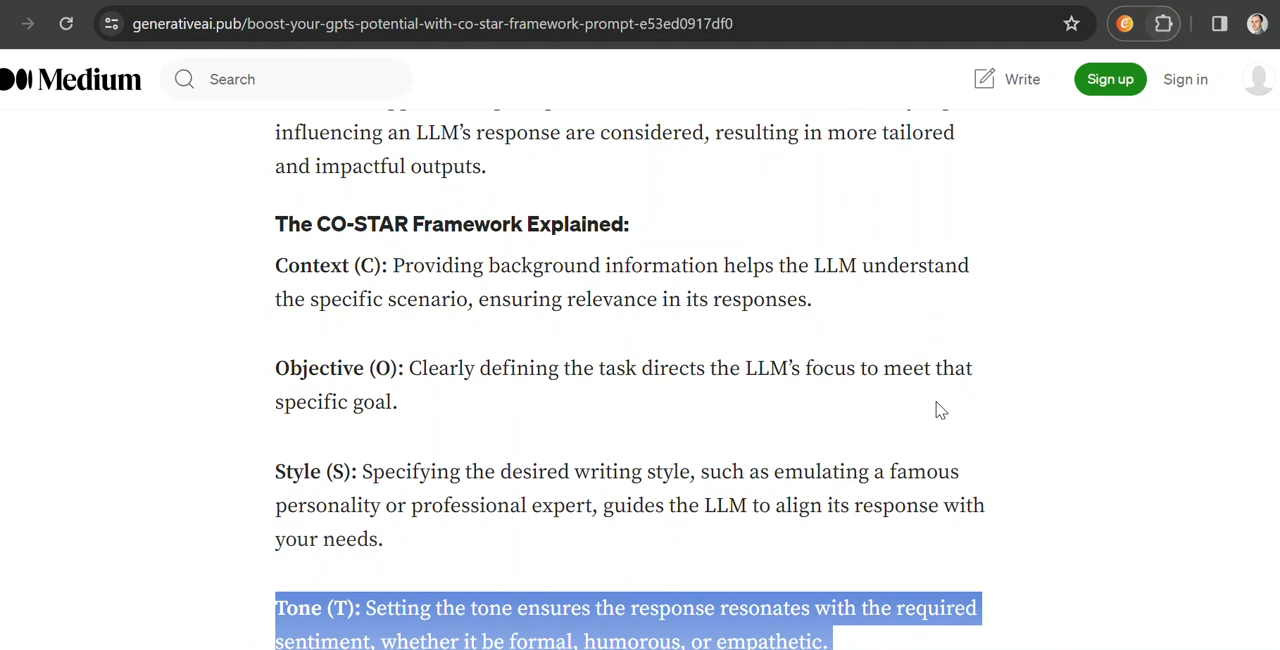 generativeai.pub/boost-your-gpts-potential-with-co-star-framework-prompt-e53ed0917df0
Medium
Search
Write
Sign up
Sign in
influencing an LLM’s response are considered, resulting in more tailored
and impactful outputs.
The CO-STAR Framework Explained:
Context (C): Providing background information helps the LLM understand
the specific scenario, ensuring relevance in its responses.
Objective (O): Clearly defining the task directs the LLM’s focus to meet that
specific goal.
Style (S): Specifying the desired writing style, such as emulating a famous
personality or professional expert, guides the LLM to align its response with
your needs.
Tone (T): Setting the tone ensures the response resonates with the required
sentiment, whether it be formal, humorous, or empathetic.